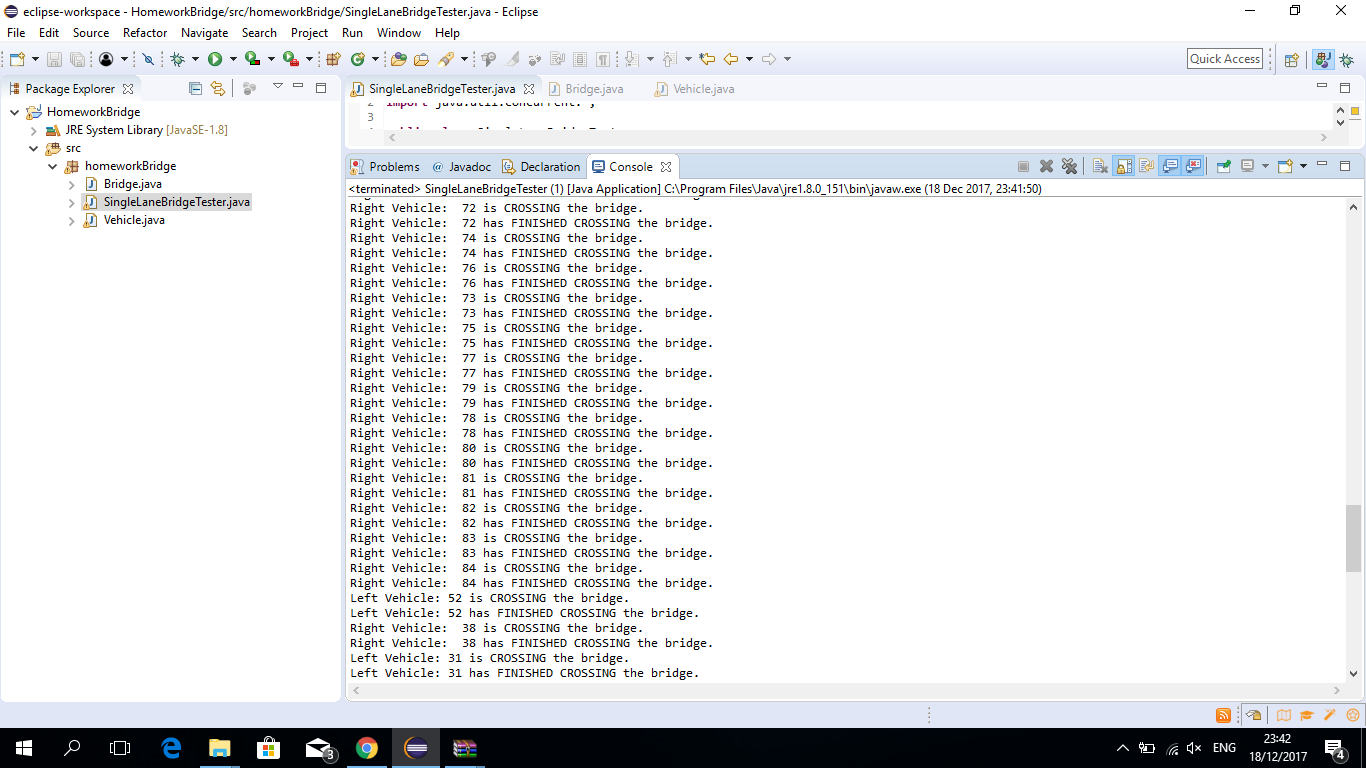 eclipse-workspace - HomeworkBridge/src/homeworkBridge/SingleLaneBridgeTester.java - Eclipse
File Edit Source Refactor Navigate Search Project Run Window Help
Quick Access
Package Explorer
HomeworkBridge
JRE System Library [JavaSE-1.8]
src
homeworkBridge
Bridge.java
SingleLaneBridgeTester.java
Vehicle.java
SingleLaneBridgeTester.java Bridge.java Vehicle.java
3
Problems Javadoc Declaration Console
<terminated> SingleLaneBridgeTester (1) [Java Application] C:\Program Files\Java\jre1.8.0_151\bin\javaw.exe (18 Dec 2017, 23:41:50)
Right Vehicle:  72 is CROSSING the bridge.
Right Vehicle:  72 has FINISHED CROSSING the bridge.
Right Vehicle:  74 is CROSSING the bridge.
Right Vehicle:  74 has FINISHED CROSSING the bridge.
Right Vehicle:  76 is CROSSING the bridge.
Right Vehicle:  76 has FINISHED CROSSING the bridge.
Right Vehicle:  73 is CROSSING the bridge.
Right Vehicle:  73 has FINISHED CROSSING the bridge.
Right Vehicle:  75 is CROSSING the bridge.
Right Vehicle:  75 has FINISHED CROSSING the bridge.
Right Vehicle:  77 is CROSSING the bridge.
Right Vehicle:  77 has FINISHED CROSSING the bridge.
Right Vehicle:  79 is CROSSING the bridge.
Right Vehicle:  79 has FINISHED CROSSING the bridge.
Right Vehicle:  78 is CROSSING the bridge.
Right Vehicle:  78 has FINISHED CROSSING the bridge.
Right Vehicle:  80 is CROSSING the bridge.
Right Vehicle:  80 has FINISHED CROSSING the bridge.
Right Vehicle:  81 is CROSSING the bridge.
Right Vehicle:  81 has FINISHED CROSSING the bridge.
Right Vehicle:  82 is CROSSING the bridge.
Right Vehicle:  82 has FINISHED CROSSING the bridge.
Right Vehicle:  83 is CROSSING the bridge.
Right Vehicle:  83 has FINISHED CROSSING the bridge.
Right Vehicle:  84 is CROSSING the bridge.
Right Vehicle:  84 has FINISHED CROSSING the bridge.
Left Vehicle: 52 is CROSSING the bridge.
Left Vehicle: 52 has FINISHED CROSSING the bridge.
Right Vehicle:  38 is CROSSING the bridge.
Right Vehicle:  38 has FINISHED CROSSING the bridge.
Left Vehicle: 31 is CROSSING the bridge.
Left Vehicle: 31 has FINISHED CROSSING the bridge.
3
ENG
23:42
18/12/2017
4